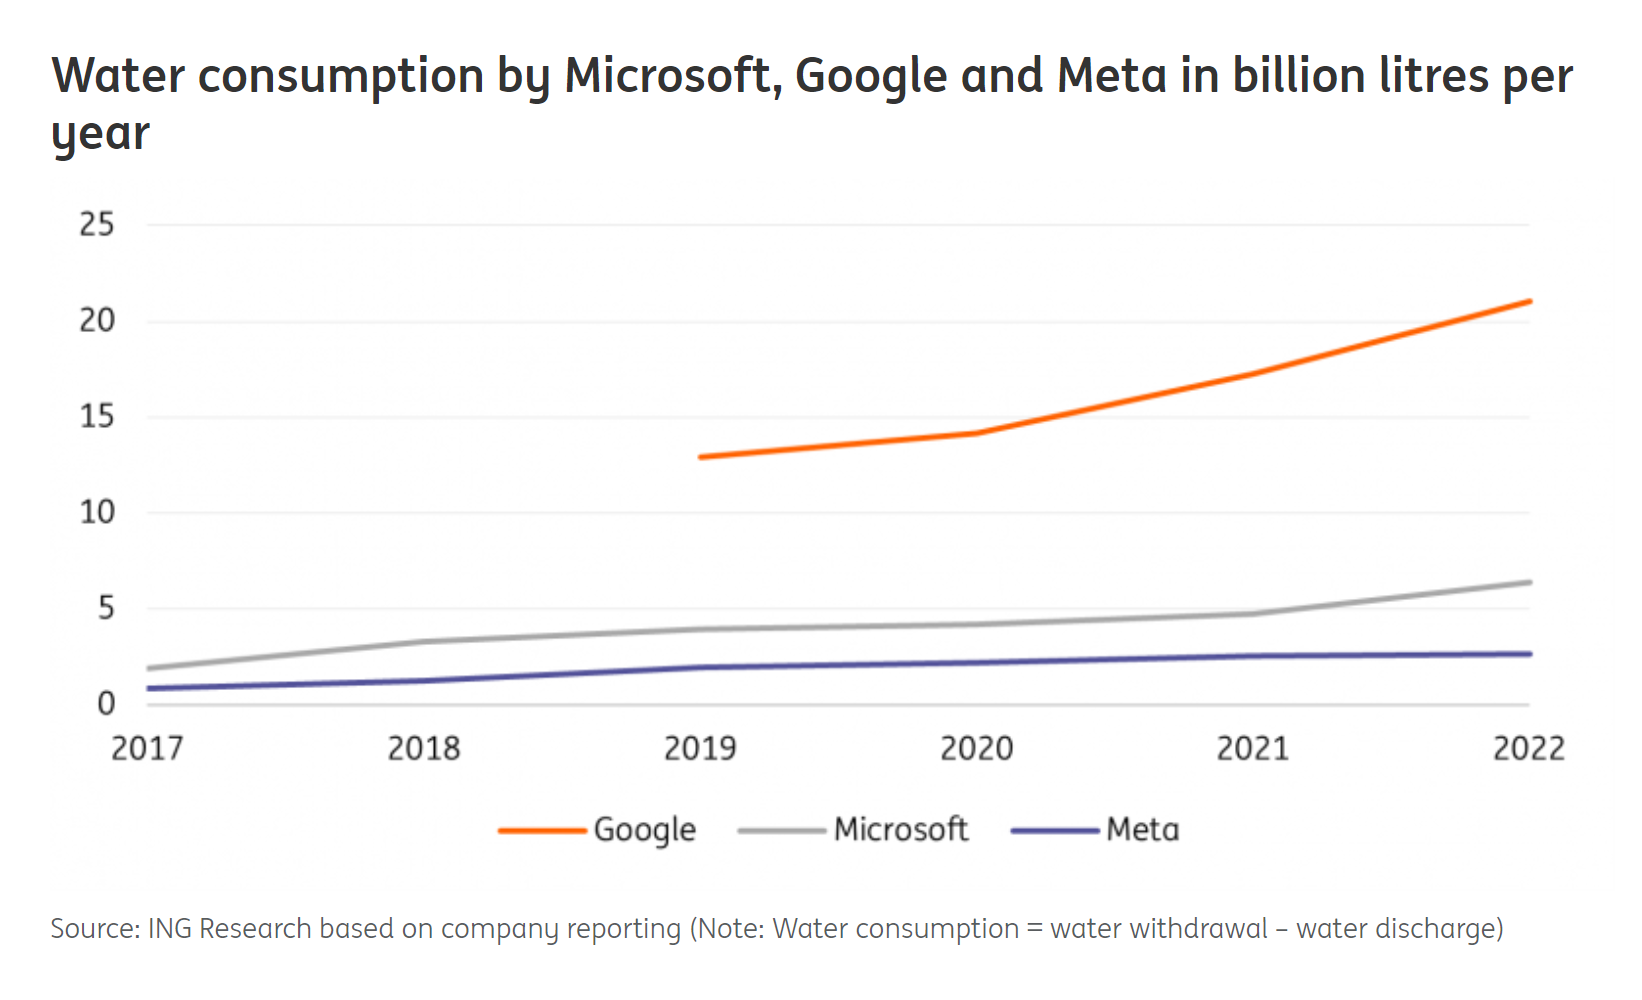 Water consumption by Microsoft, Google and Meta in billion litres per
year
25
20
15
10
5
0
2017 2018 2019 2020 2021 2022
Google Microsoft Meta
Source: ING Research based on company reporting (Note: Water consumption = water withdrawal – water discharge)